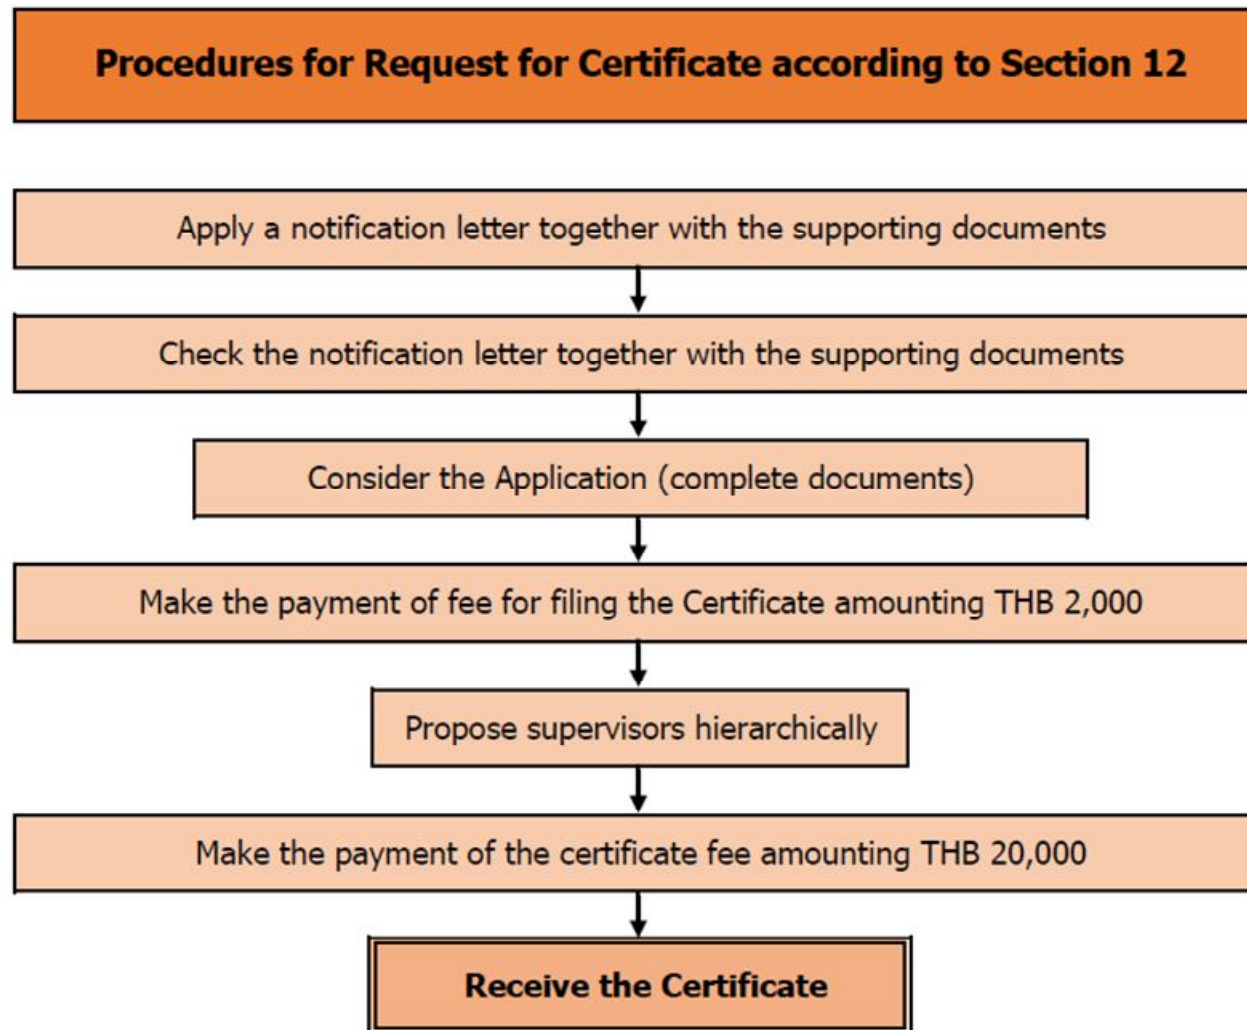 Procedures for Request for Certificate according to Section 12
Apply a notification letter together with the supporting documents
Check the notification letter together with the supporting documents
Consider the Application (complete documents)
Make the payment of fee for filing the Certificate amounting THB 2,000
Propose supervisors hierarchically
Make the payment of the certificate fee amounting THB 20,000
Receive the Certificate